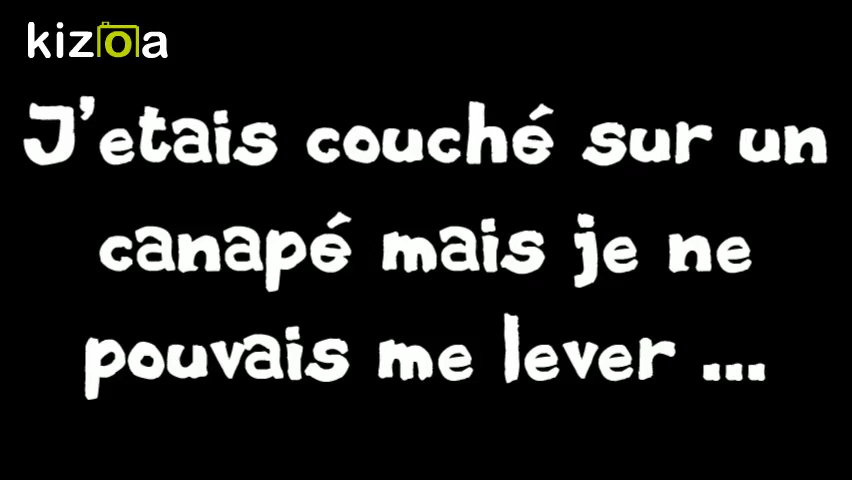 kizoa
J'etais couché sur un
canapé mais je ne
pouvais me lever ...